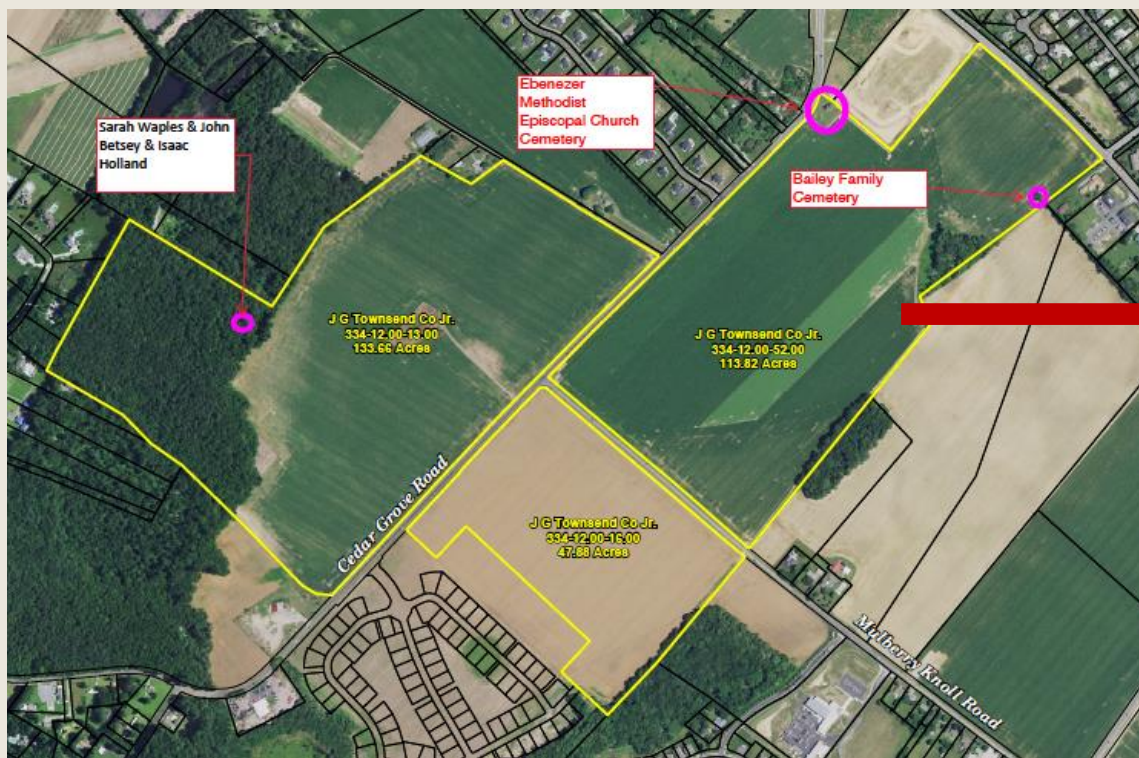 Ebenezer
Methodist
Episcopal Church
Cemetery
Sarah Waples & John
Betsey & Isaac
Holland
Bailey Family
Cemetery
J G Townsend Co Jr.
334-12.00-13.00
133.66 Acres
J G Townsend Co Jr.
334-12.00-52.00
113.82 Acres
Cedar Grove Road
J G Townsend Co Jr.
334-12.00-16.00
47.88 Acres
Mulberry Knoll Road